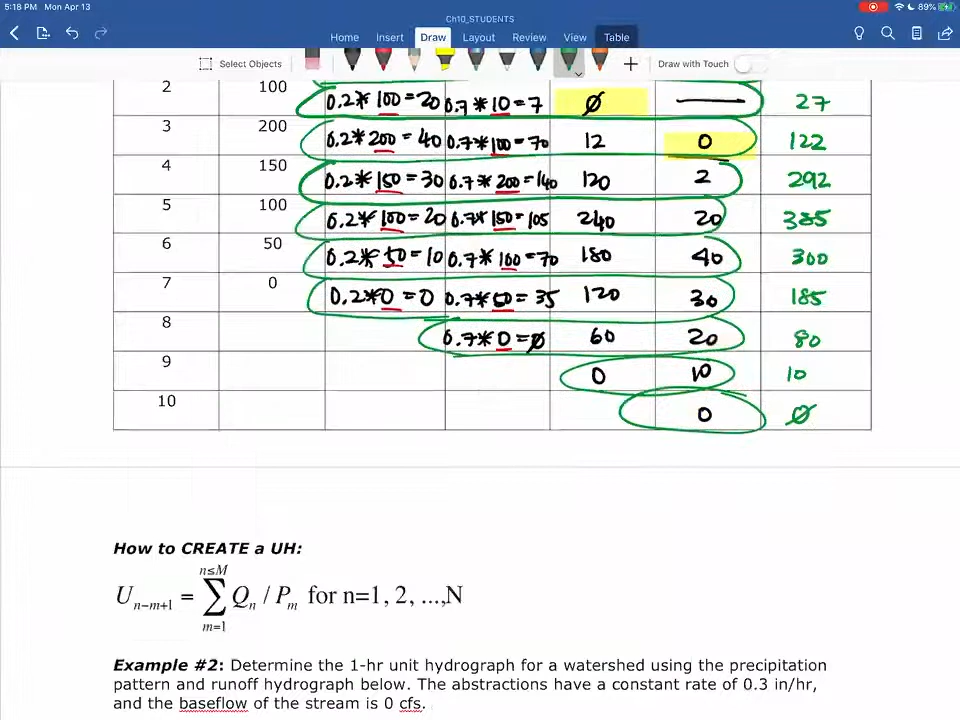 5:18 PM Mon Apr 13 89%
Ch10_STUDENTS
Home Insert Draw Layout Review View Table
Select Objects Draw with Touch
2 100 0.2*100=20 0.7*10=7 Ø — 27
3 200 0.2*200=40 0.7*100=70 12 0 122
4 150 0.2*150=30 0.7*200=140 120 2 292
5 100 0.2*100=20 0.7*150=105 240 20 385
6 50 0.2*50=10 0.7*100=70 180 40 300
7 0 0.2*0=0 0.7*50=35 120 30 185
8 0.7*0=Ø 60 20 80
9 0 10 10
10 0 Ø
How to CREATE a UH:
n≤M
U_{n−m+1} = ∑ Q_n / P_m for n=1, 2, ...,N
m=1
Example #2: Determine the 1-hr unit hydrograph for a watershed using the precipitation
pattern and runoff hydrograph below. The abstractions have a constant rate of 0.3 in/hr,
and the baseflow of the stream is 0 cfs.